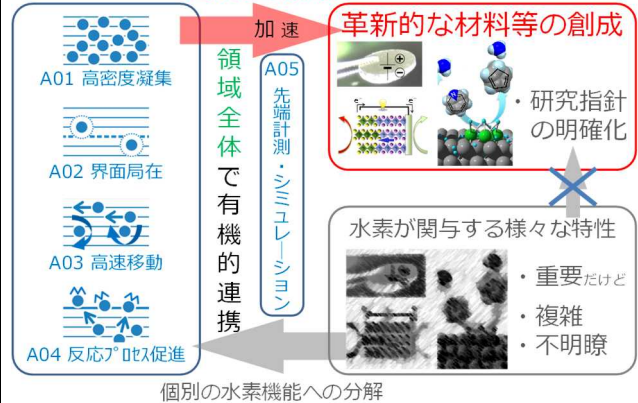 A01 高密度凝集
A02 界面局在
A03 高速移動
A04 反応プロセス促進
加速
領域全体で有機的連携
A05
先端計測・シミュレーション
革新的な材料等の創成
・研究指針
の明確化
水素が関与する様々な特性
・重要だけど
・複雑
・不明瞭
個別の水素機能への分解